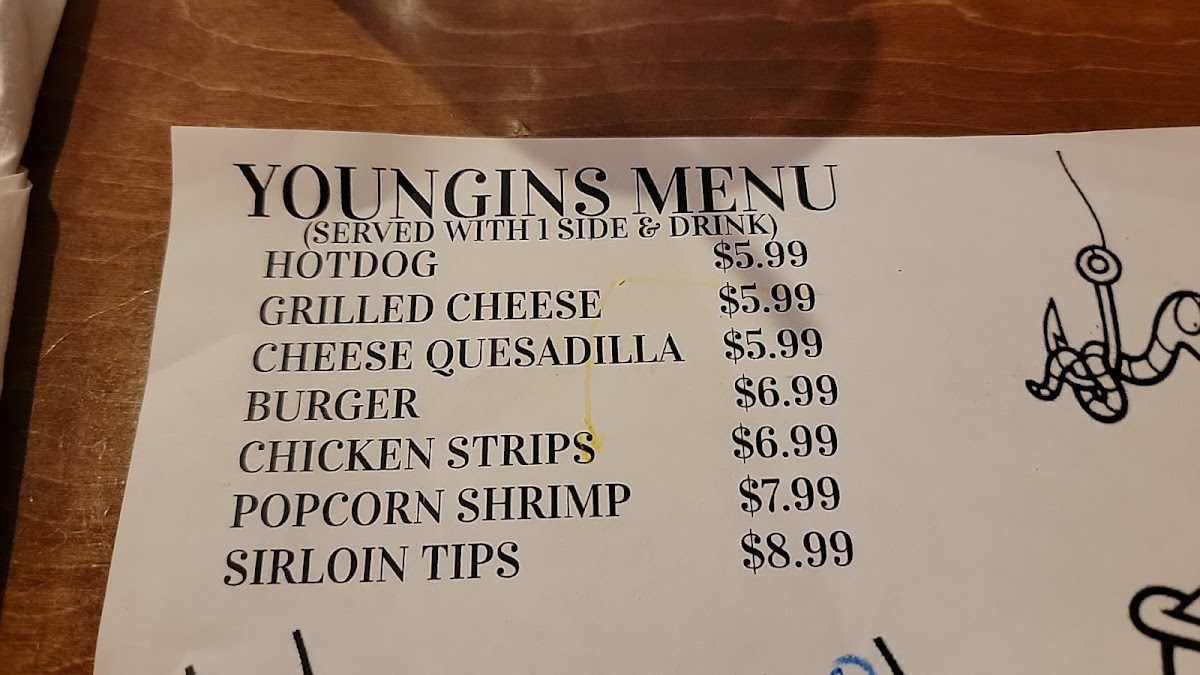 YOUNGINS MENU
(SERVED WITH 1 SIDE & DRINK)
HOTDOG $5.99
GRILLED CHEESE $5.99
CHEESE QUESADILLA $5.99
BURGER $6.99
CHICKEN STRIPS $6.99
POPCORN SHRIMP $7.99
SIRLOIN TIPS $8.99